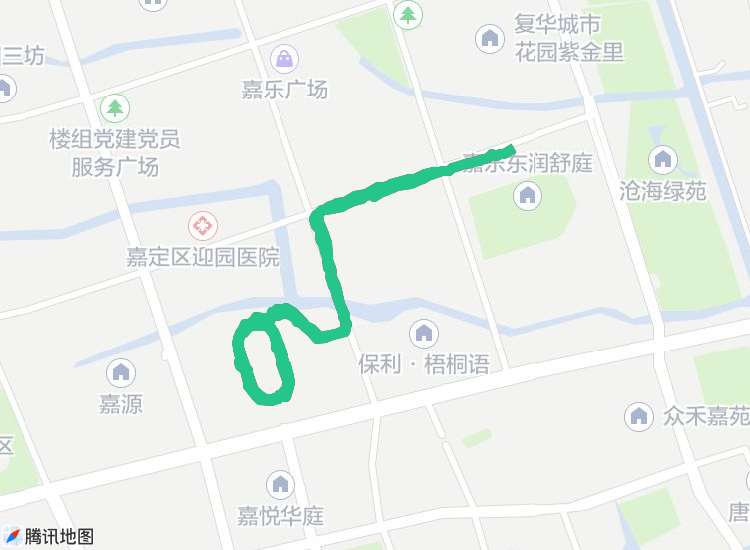 复华城市
花园紫金里
三坊
嘉乐广场
楼组党建党员
服务广场
东润舒庭
沧海绿苑
嘉定区迎园医院
保利·梧桐语
嘉源
众禾嘉苑
区
嘉悦华庭
唐
腾讯地图